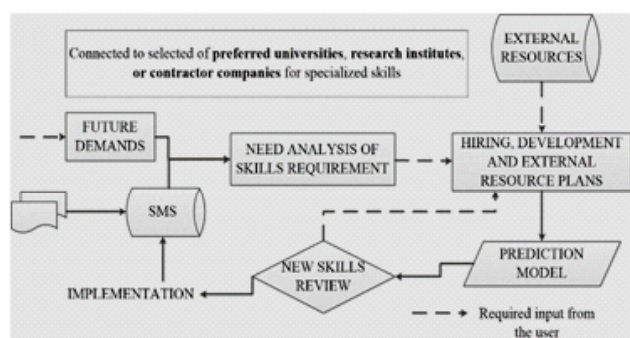 Connected to selected of preferred universities, research institutes,
or contractor companies for specialized skills
EXTERNAL
RESOURCES
FUTURE
DEMANDS
NEED ANALYSIS OF
SKILLS REQUIREMENT
HIRING, DEVELOPMENT
AND EXTERNAL
RESOURCE PLANS
SMS
NEW SKILLS
REVIEW
PREDICTION
MODEL
IMPLEMENTATION
Required input from
the user